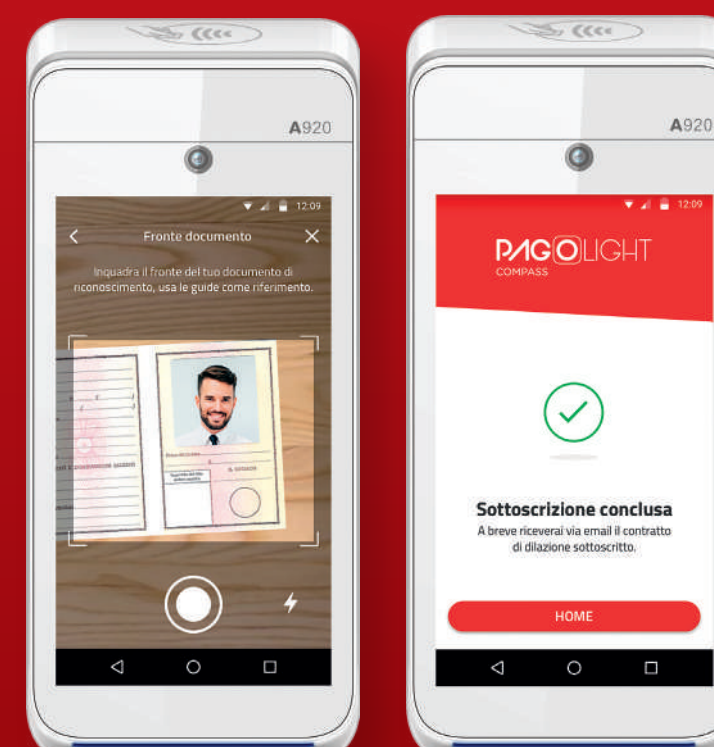 A920
12:09
Fronte documento
Inquadra il fronte del tuo documento di
riconoscimento, usa le guide come riferimento.
A920
12:09
PAGOLIGHT
COMPASS
Sottoscrizione conclusa
A breve riceverai via email il contratto
di dilazione sottoscritto.
HOME